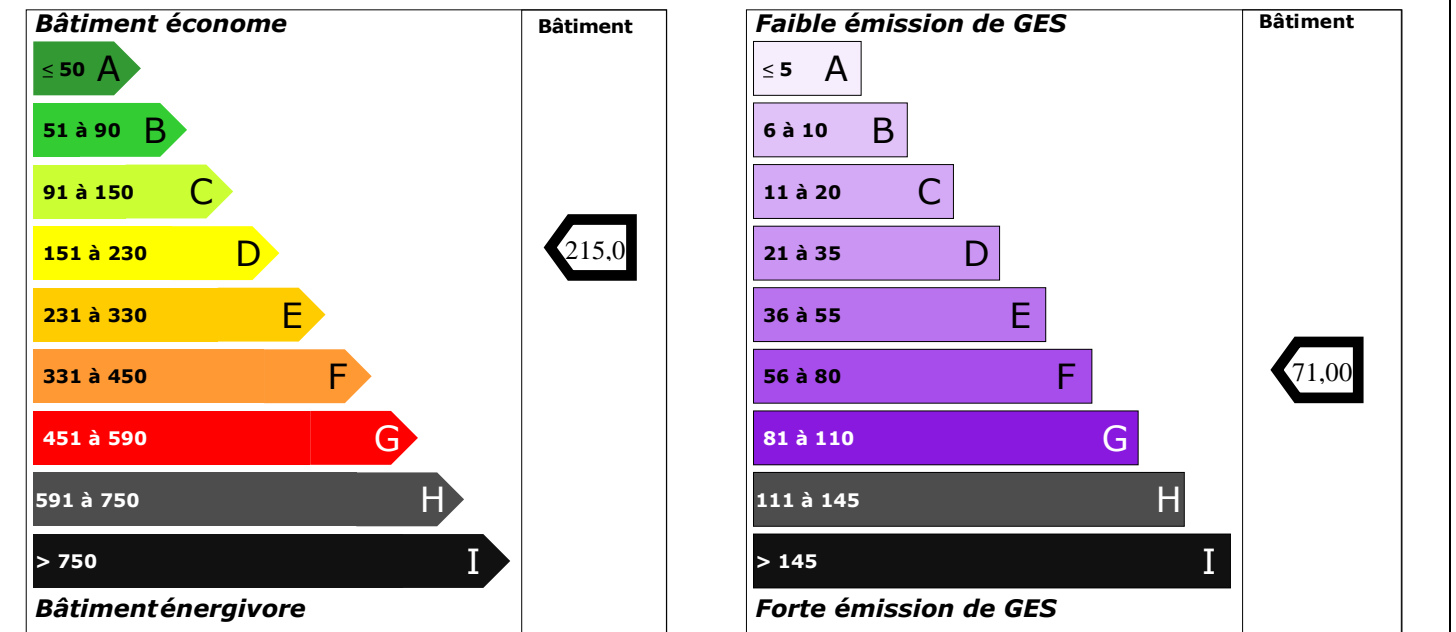 Bâtiment économe
Bâtiment
≤ 50 A
51 à 90 B
91 à 150 C
151 à 230 D
215,0
231 à 330 E
331 à 450 F
451 à 590 G
591 à 750 H
> 750 I
Bâtiment énergivore
Faible émission de GES
Bâtiment
≤ 5 A
6 à 10 B
11 à 20 C
21 à 35 D
36 à 55 E
56 à 80 F
71,00
81 à 110 G
111 à 145 H
> 145 I
Forte émission de GES